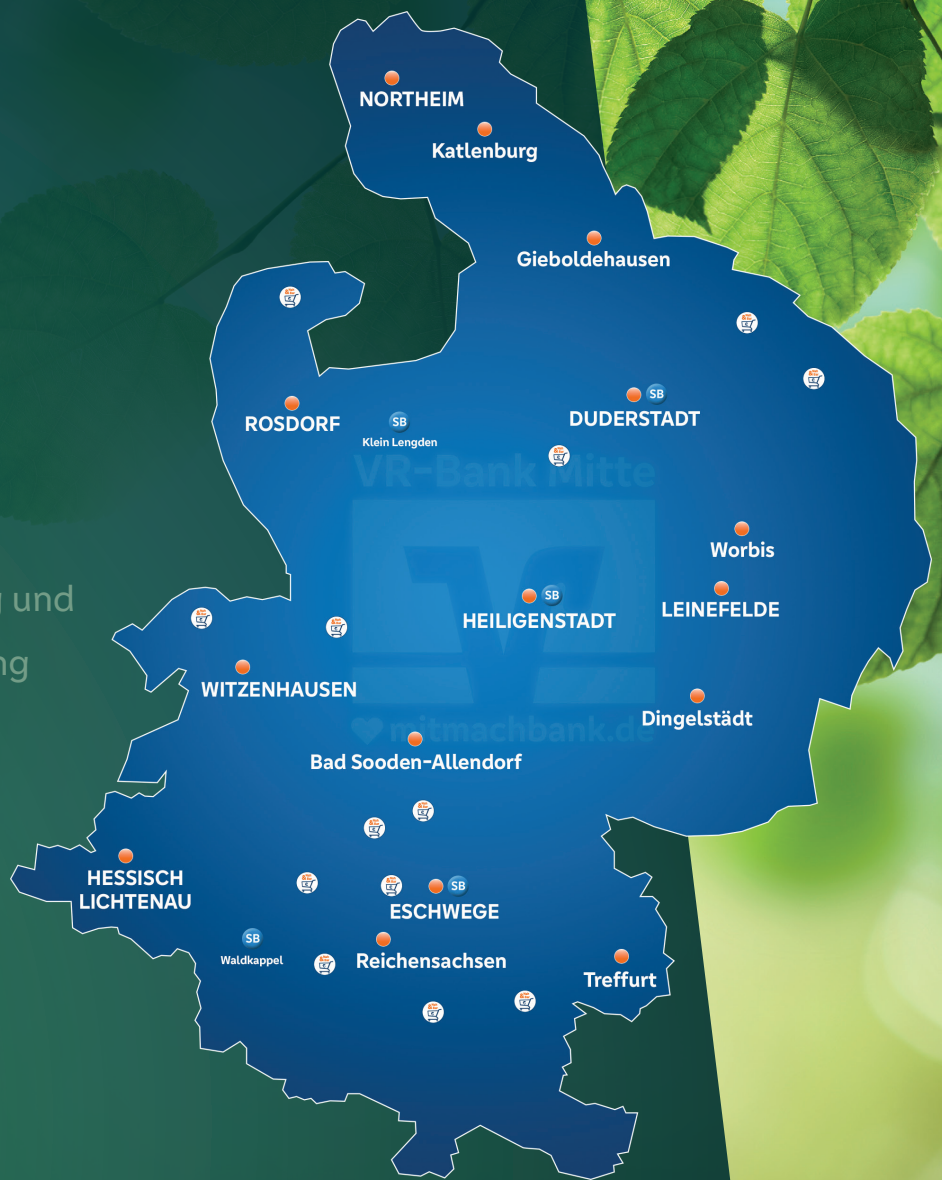 NORTHEIM
Katlenburg
Gieboldehausen
SB
DUDERSTADT
ROSDORF
SB
Klein Lengden
VR-Bank Mitte
Worbis
SB
HEILIGENSTADT
LEINEFELDE
und
ng
WITZENHAUSEN
Dingelstädt
mitmachbank.de
Bad Sooden-Allendorf
HESSISCH
LICHTENAU
SB
ESCHWEGE
SB
Waldkappel
Reichensachsen
Treffurt